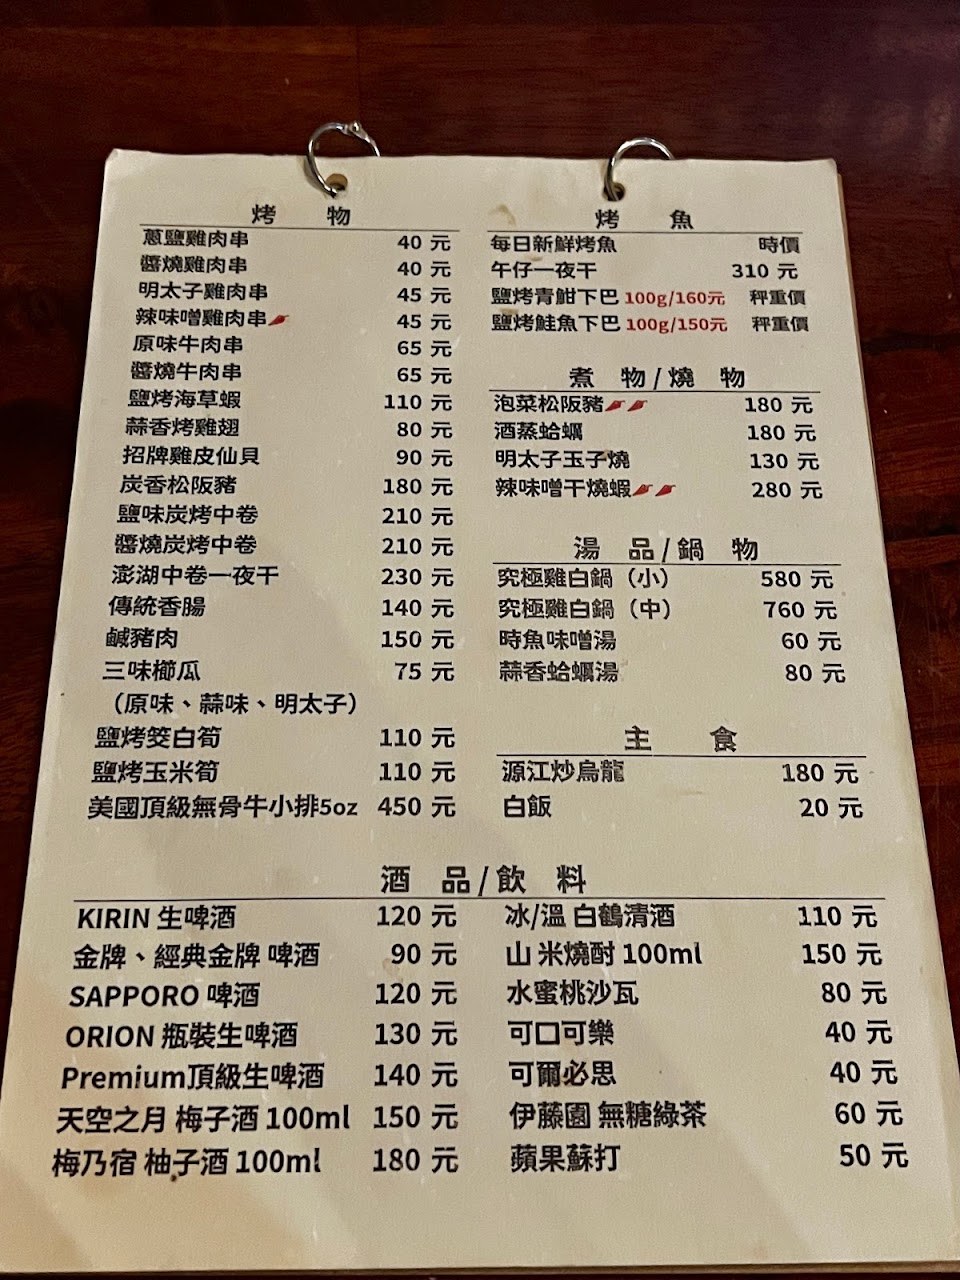 烤 物
蔥鹽雞肉串 40 元
醬燒雞肉串 40 元
明太子雞肉串 45 元
辣味噌雞肉串 45 元
原味牛肉串 65 元
醬燒牛肉串 65 元
鹽烤海草蝦 110 元
蒜香烤雞翅 80 元
招牌雞皮仙貝 90 元
炭香松阪豬 180 元
鹽味炭烤中卷 210 元
醬燒炭烤中卷 210 元
澎湖中卷一夜干 230 元
傳統香腸 140 元
鹹豬肉 150 元
三味櫛瓜 75 元
（原味、蒜味、明太子）
鹽烤筊白筍 110 元
鹽烤玉米筍 110 元
美國頂級無骨牛小排5oz 450 元
烤 魚
每日新鮮烤魚 時價
午仔一夜干 310 元
鹽烤青魽下巴 100g/160元 秤重價
鹽烤鮭魚下巴 100g/150元 秤重價
煮 物/燒 物
泡菜松阪豬 180 元
酒蒸蛤蠣 180 元
明太子玉子燒 130 元
辣味噌干燒蝦 280 元
湯 品/鍋 物
究極雞白鍋（小） 580 元
究極雞白鍋（中） 760 元
時魚味噌湯 60 元
蒜香蛤蠣湯 80 元
主 食
源江炒烏龍 180 元
白飯 20 元
酒 品/飲 料
KIRIN 生啤酒 120 元
金牌、經典金牌 啤酒 90 元
SAPPORO 啤酒 120 元
ORION 瓶裝生啤酒 130 元
Premium頂級生啤酒 140 元
天空之月 梅子酒 100ml 150 元
梅乃宿 柚子酒 100ml 180 元
冰/溫 白鶴清酒 110 元
山 米燒酎 100ml 150 元
水蜜桃沙瓦 80 元
可口可樂 40 元
可爾必思 40 元
伊藤園 無糖綠茶 60 元
蘋果蘇打 50 元